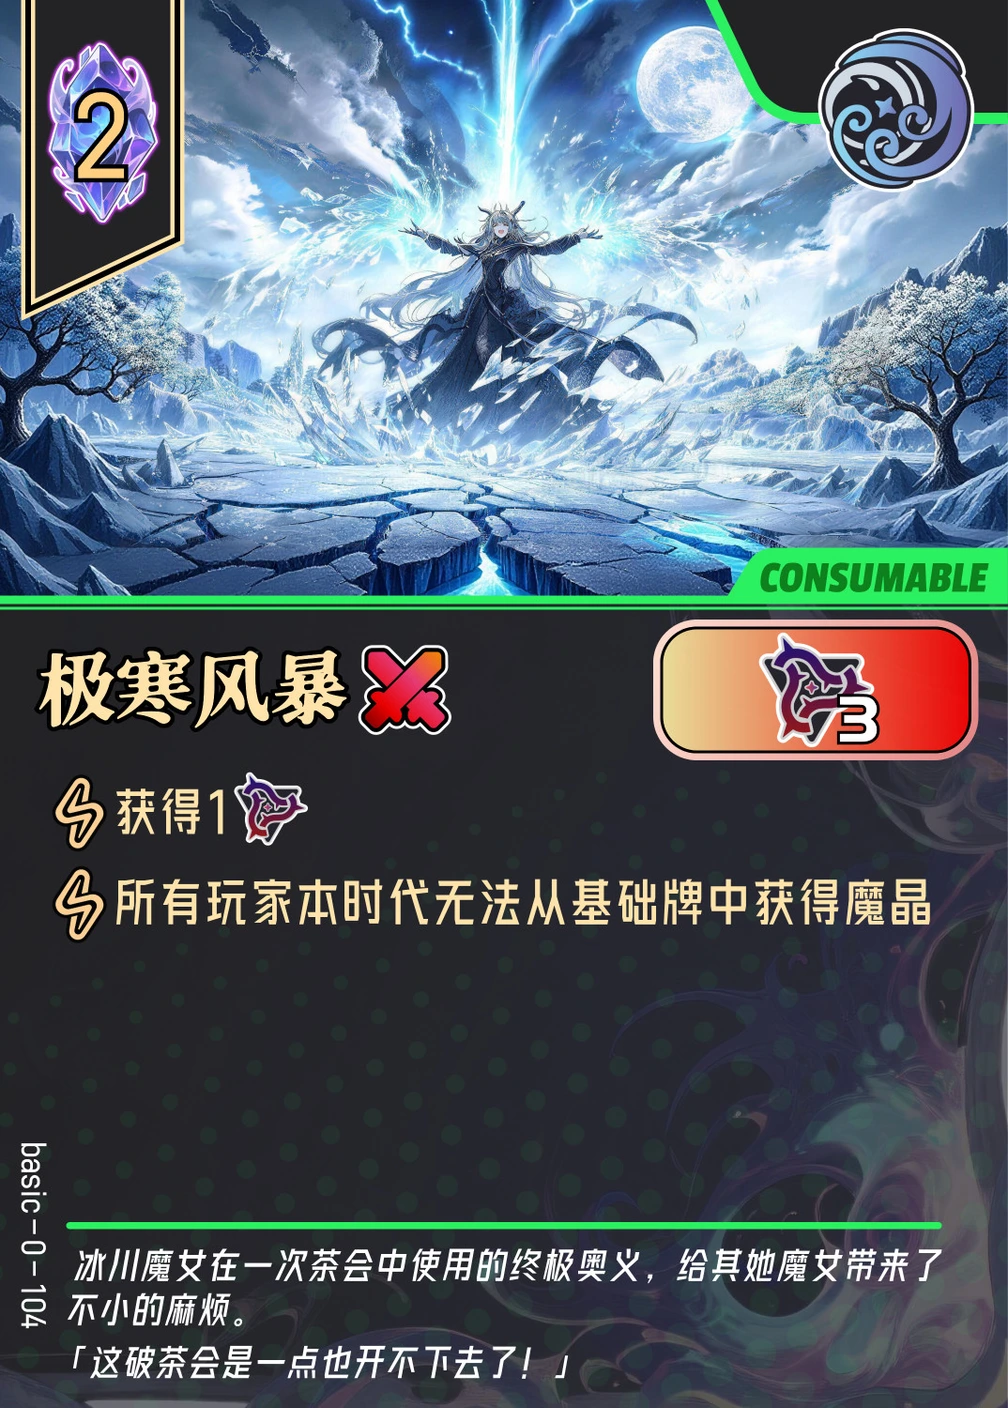 2
CONSUMABLE
极寒风暴
3
获得1
所有玩家本时代无法从基础牌中获得魔晶
basic-0-104
冰川魔女在一次茶会中使用的终极奥义，给其她魔女带来了
不小的麻烦。
「这破茶会是一点也开不下去了！」